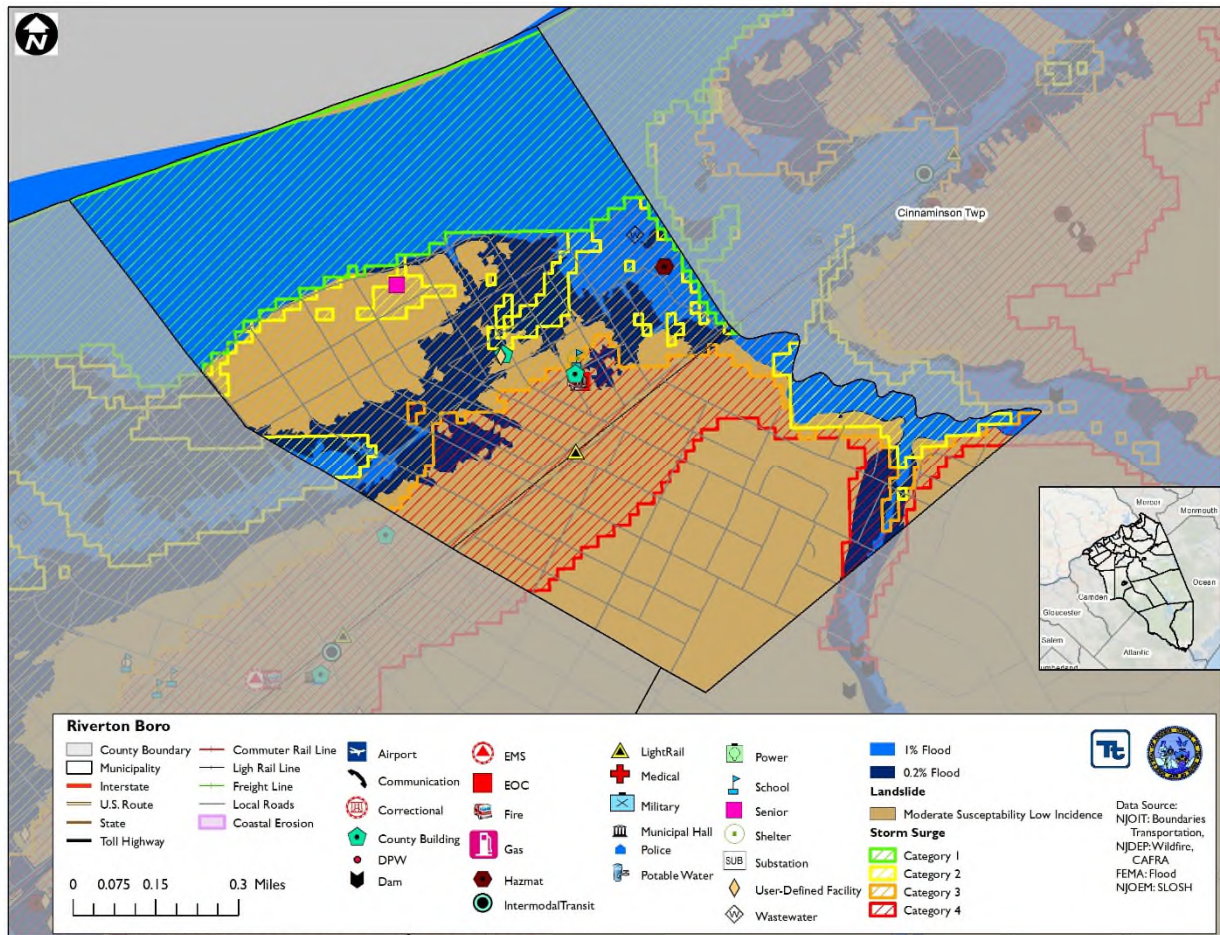 N
Cinnaminson Twp
Mercer
Monmouth
Ocean
Camden
Gloucester
Salem
Atlantic
umberland
Riverton Boro
County Boundary
Municipality
Interstate
U.S. Route
State
Toll Highway
Commuter Rail Line
Ligh Rail Line
Freight Line
Local Roads
Coastal Erosion
Airport
Communication
Correctional
County Building
DPW
Dam
EMS
EOC
Fire
Gas
Hazmat
IntermodalTransit
LightRail
Medical
Military
Municipal Hall
Police
Potable Water
Power
School
Senior
Shelter
SUB Substation
User-Defined Facility
W Wastewater
1% Flood
0.2% Flood
Landslide
Moderate Susceptability Low Incidence
Storm Surge
Category 1
Category 2
Category 3
Category 4
Tt
Data Source:
NJOIT: Boundaries
Transportation,
NJDEP: Wildfire,
CAFRA
FEMA: Flood
NJOEM: SLOSH
0 0.075 0.15 0.3 Miles